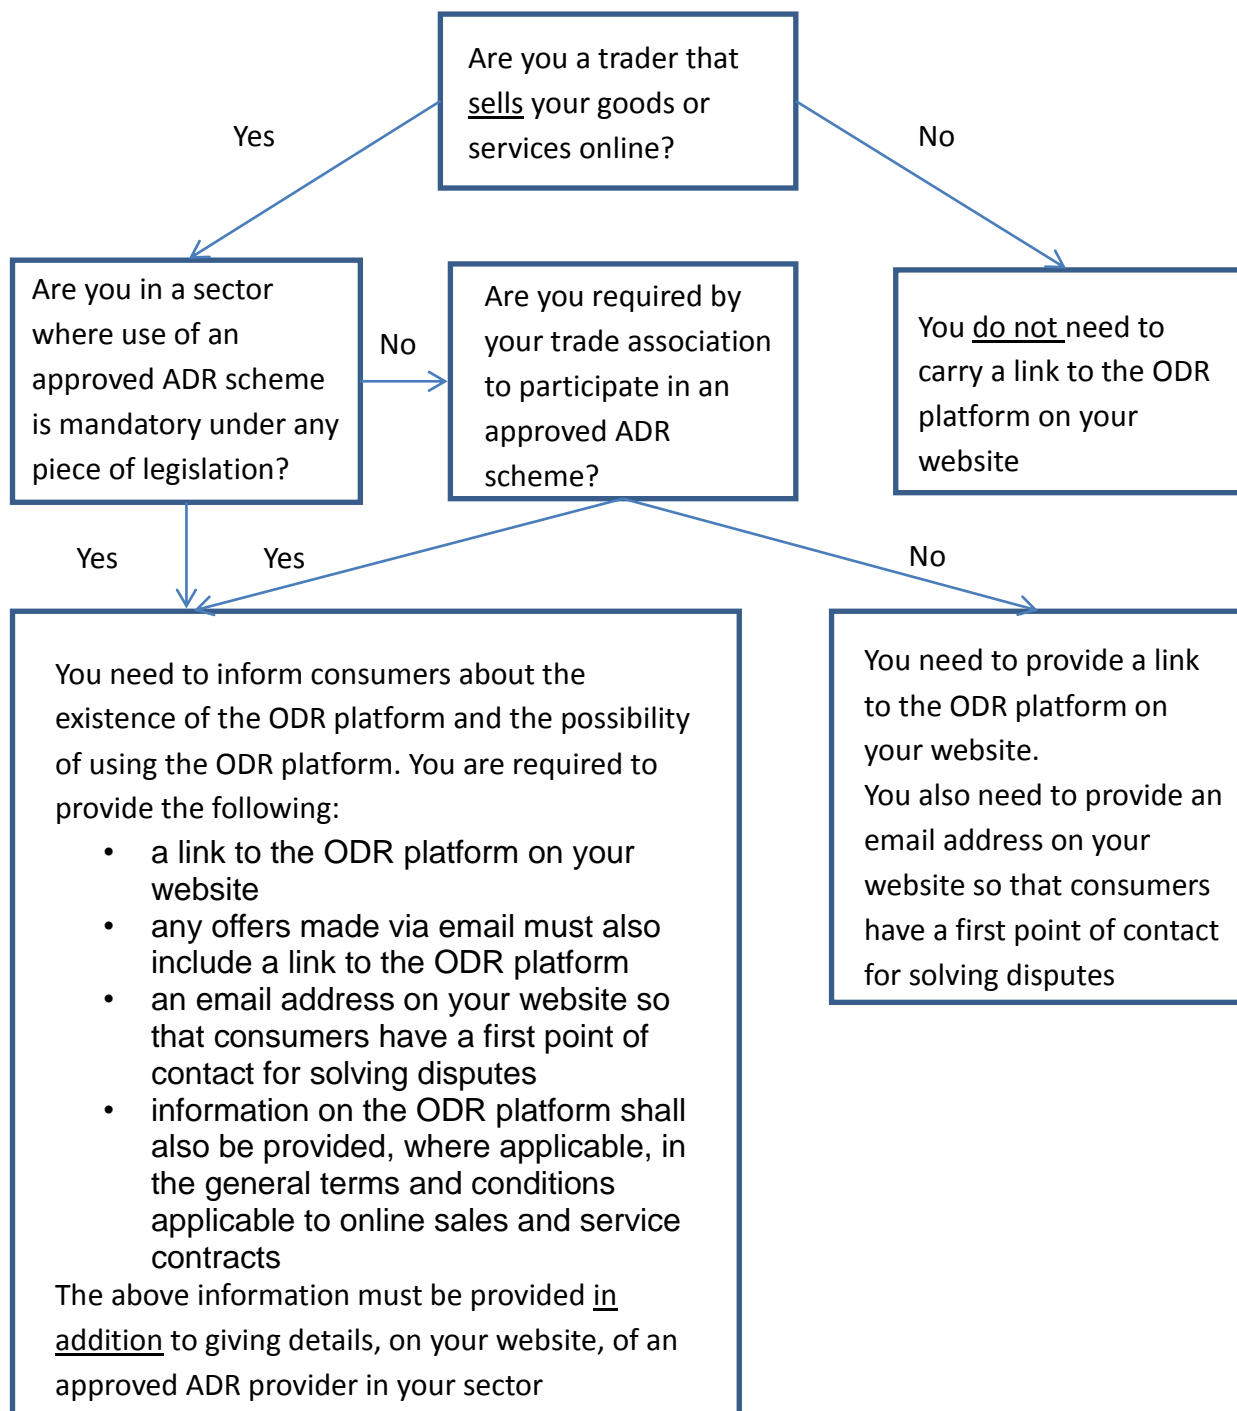 Are you a trader that
sells your goods or
services online?
Yes
No
Are you in a sector
where use of an
approved ADR scheme
is mandatory under any
piece of legislation?
No
Are you required by
your trade association
to participate in an
approved ADR
scheme?
You do not need to
carry a link to the ODR
platform on your
website
Yes
Yes
No
You need to inform consumers about the
existence of the ODR platform and the possibility
of using the ODR platform. You are required to
provide the following:
• a link to the ODR platform on your
website
• any offers made via email must also
include a link to the ODR platform
• an email address on your website so
that consumers have a first point of
contact for solving disputes
• information on the ODR platform shall
also be provided, where applicable, in
the general terms and conditions
applicable to online sales and service
contracts
The above information must be provided in
addition to giving details, on your website, of an
approved ADR provider in your sector
You need to provide a link
to the ODR platform on
your website.
You also need to provide an
email address on your
website so that consumers
have a first point of contact
for solving disputes